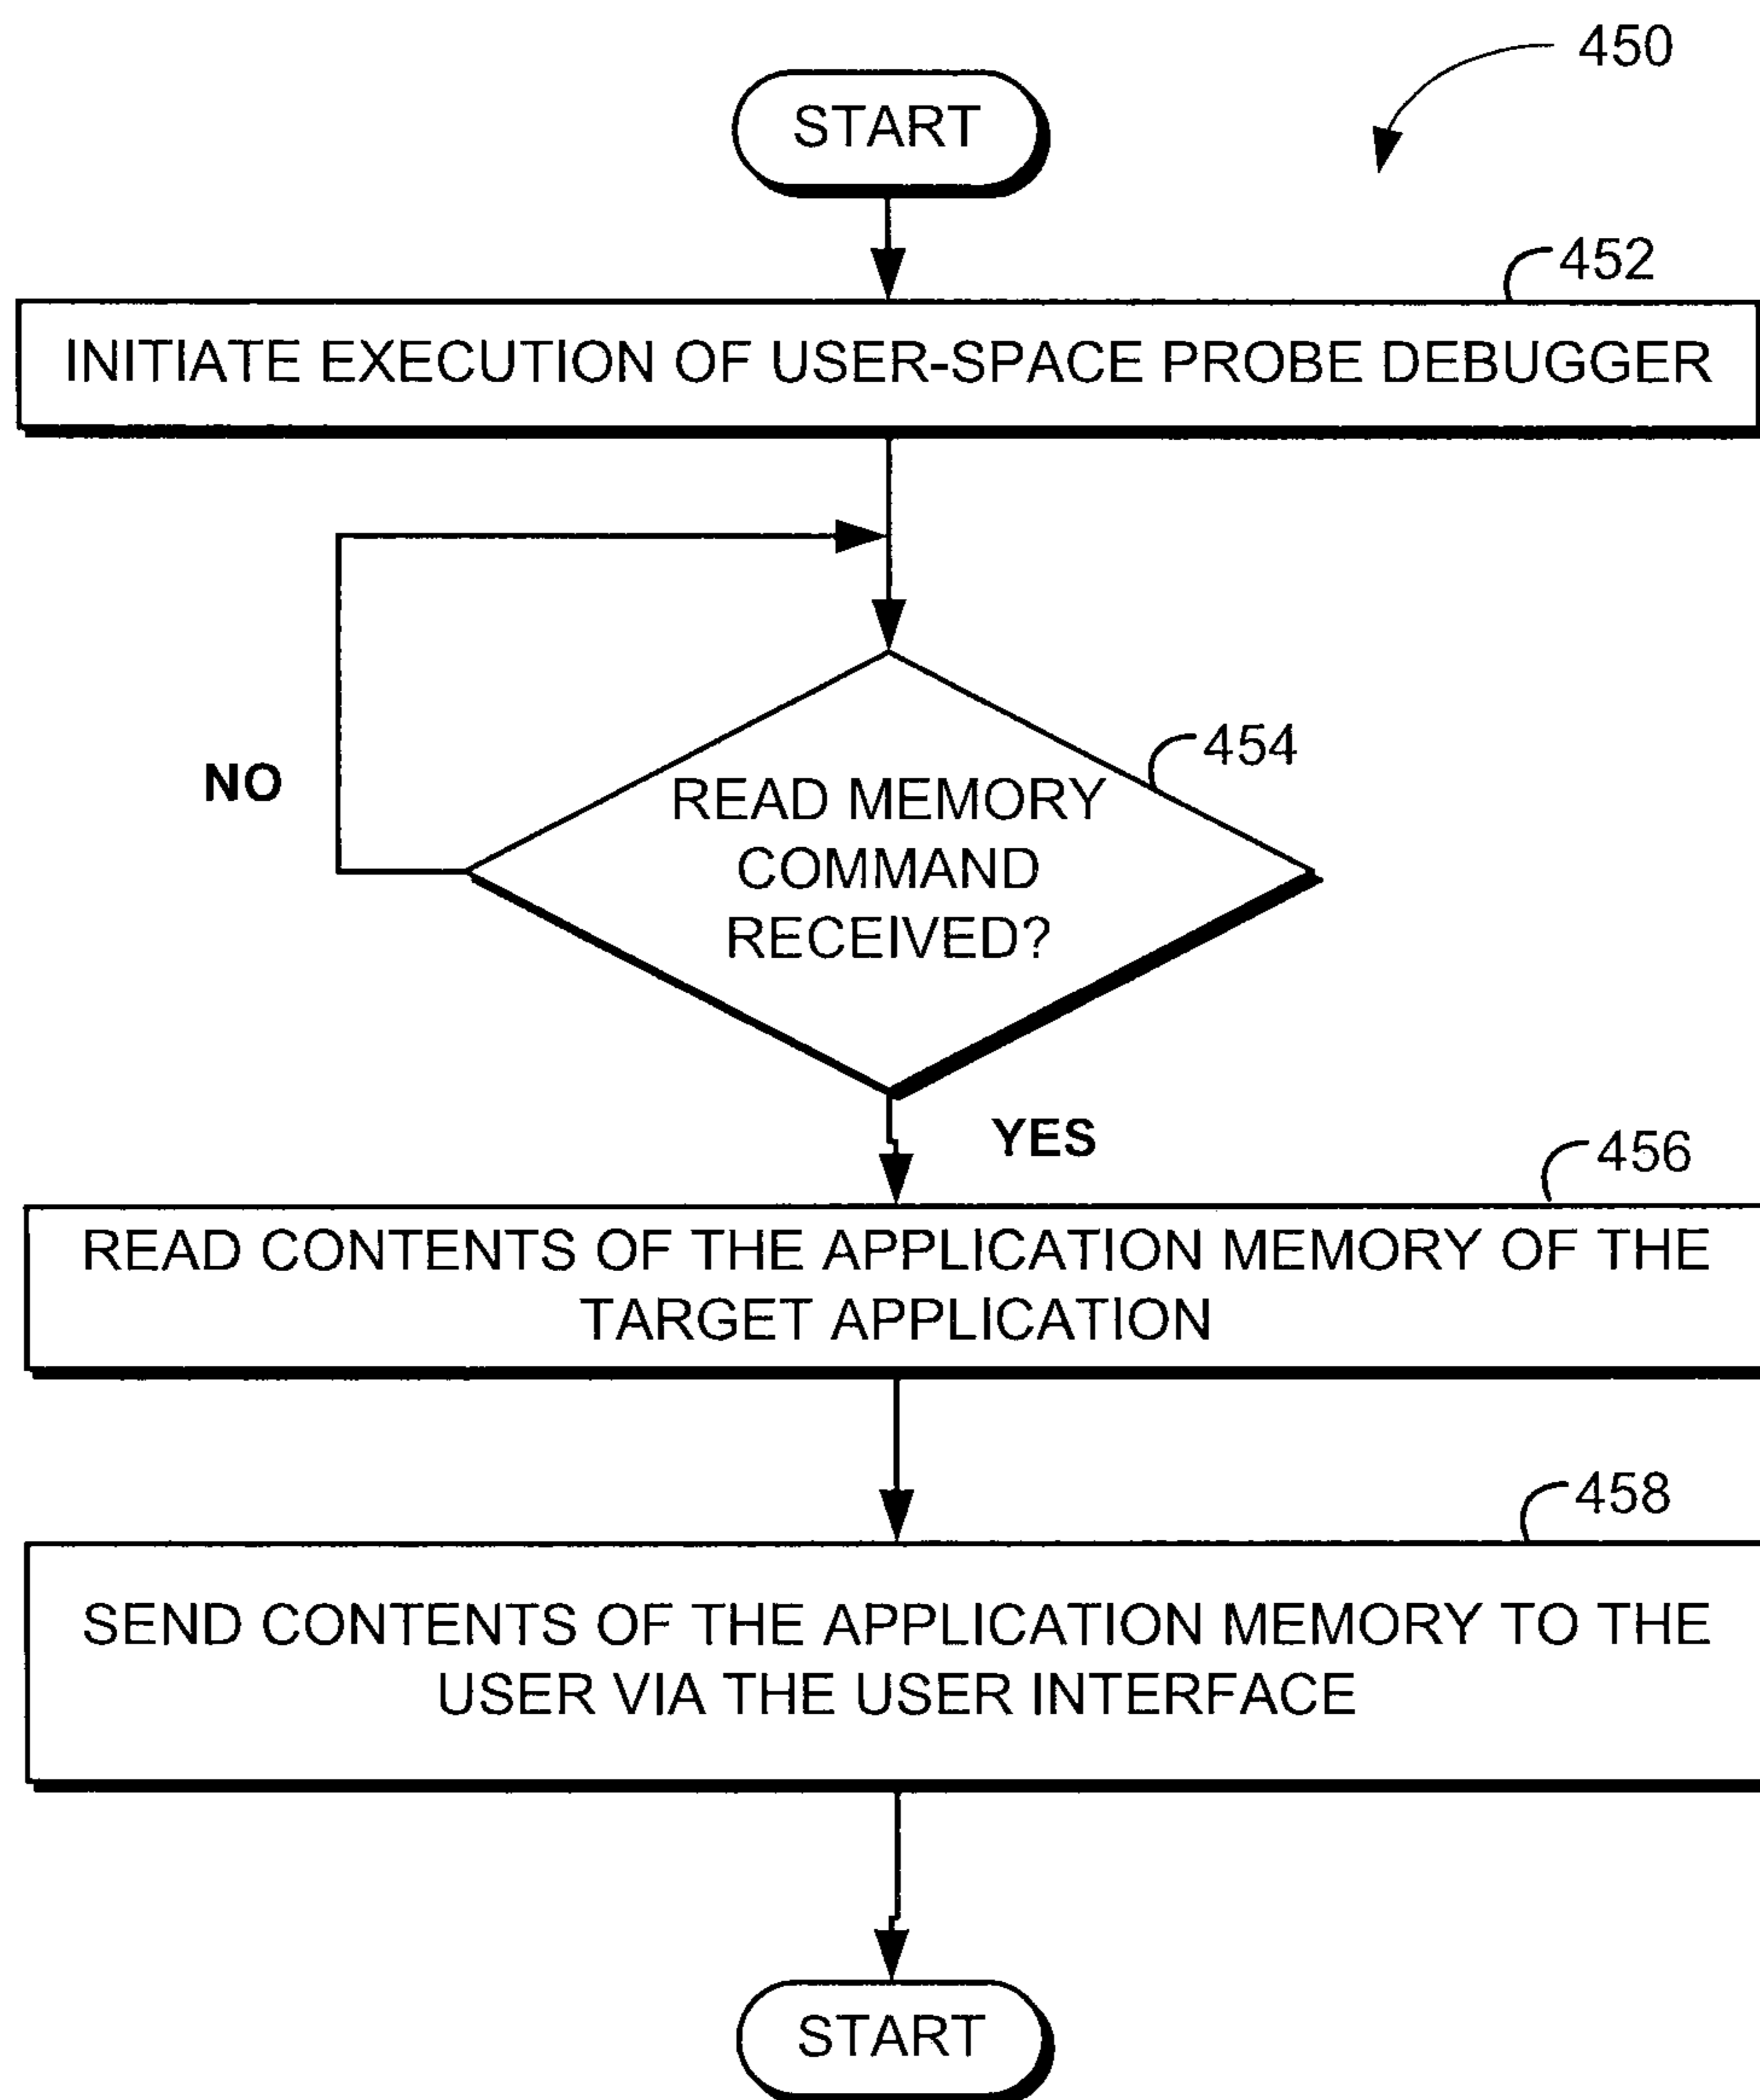 450
START
452
INITIATE EXECUTION OF USER-SPACE PROBE DEBUGGER
454
NO
READ MEMORY
COMMAND
RECEIVED?
YES
456
READ CONTENTS OF THE APPLICATION MEMORY OF THE
TARGET APPLICATION
458
SEND CONTENTS OF THE APPLICATION MEMORY TO THE
USER VIA THE USER INTERFACE
START